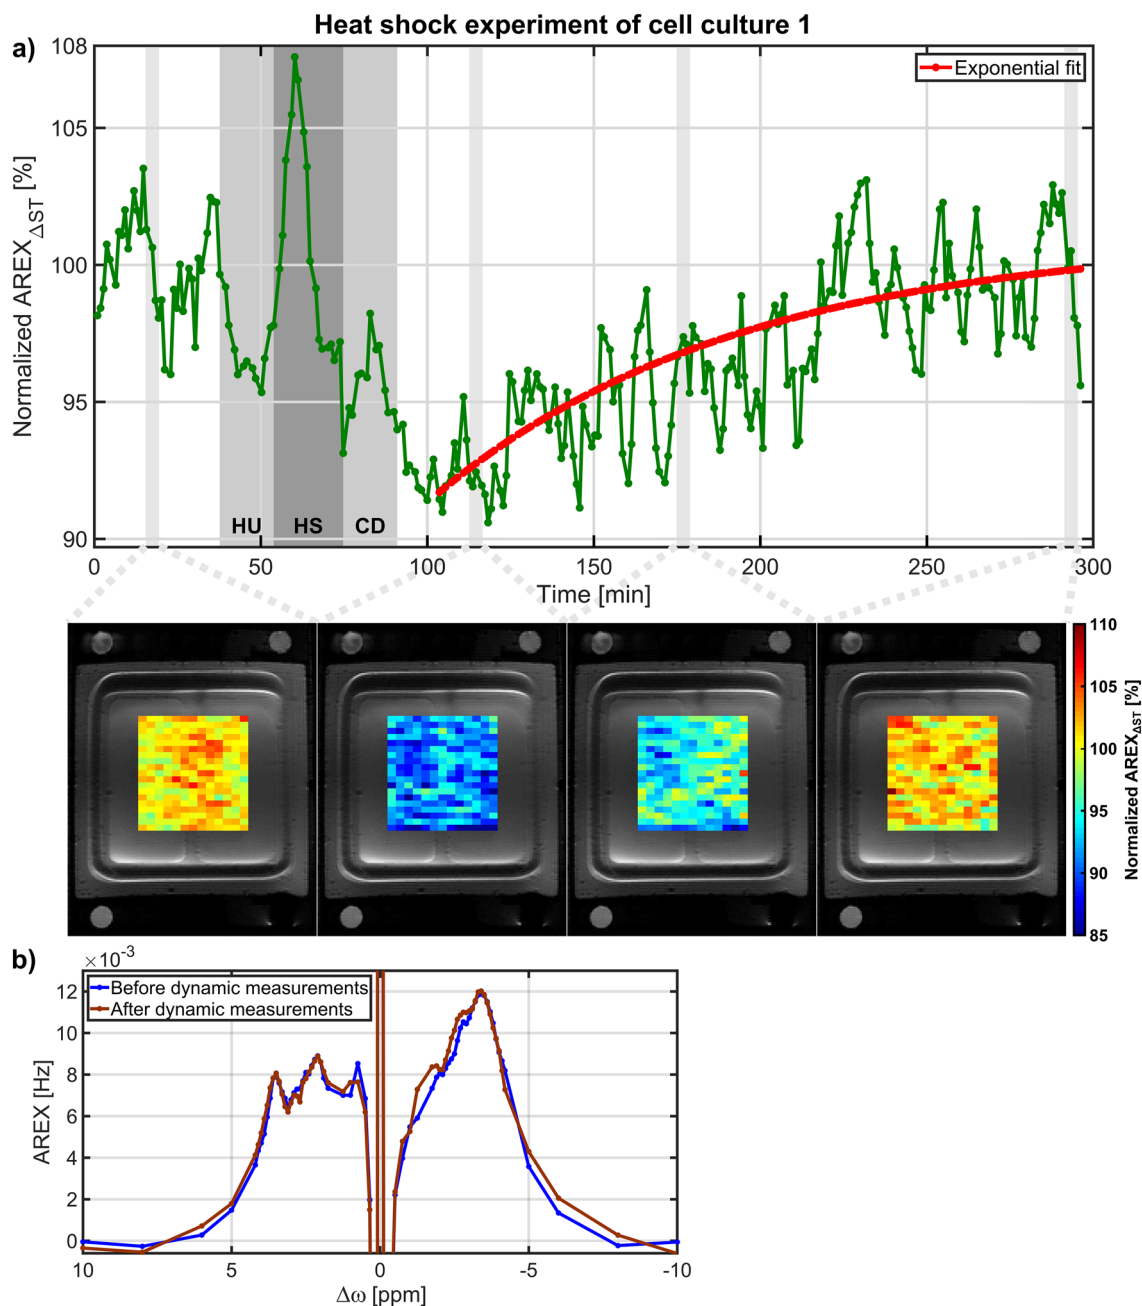 Heat shock experiment of cell culture 1
a)
Normalized AREX_ΔST [%]
108
105
100
95
90
Exponential fit
HU HS CD
0 50 100 150 200 250 300
Time [min]
110
105
100
95
90
85
Normalized AREX_ΔST [%]
b)
×10^-3
Before dynamic measurements
After dynamic measurements
AREX [Hz]
12
10
8
6
4
2
0
10 5 0 -5 -10
Δω [ppm]